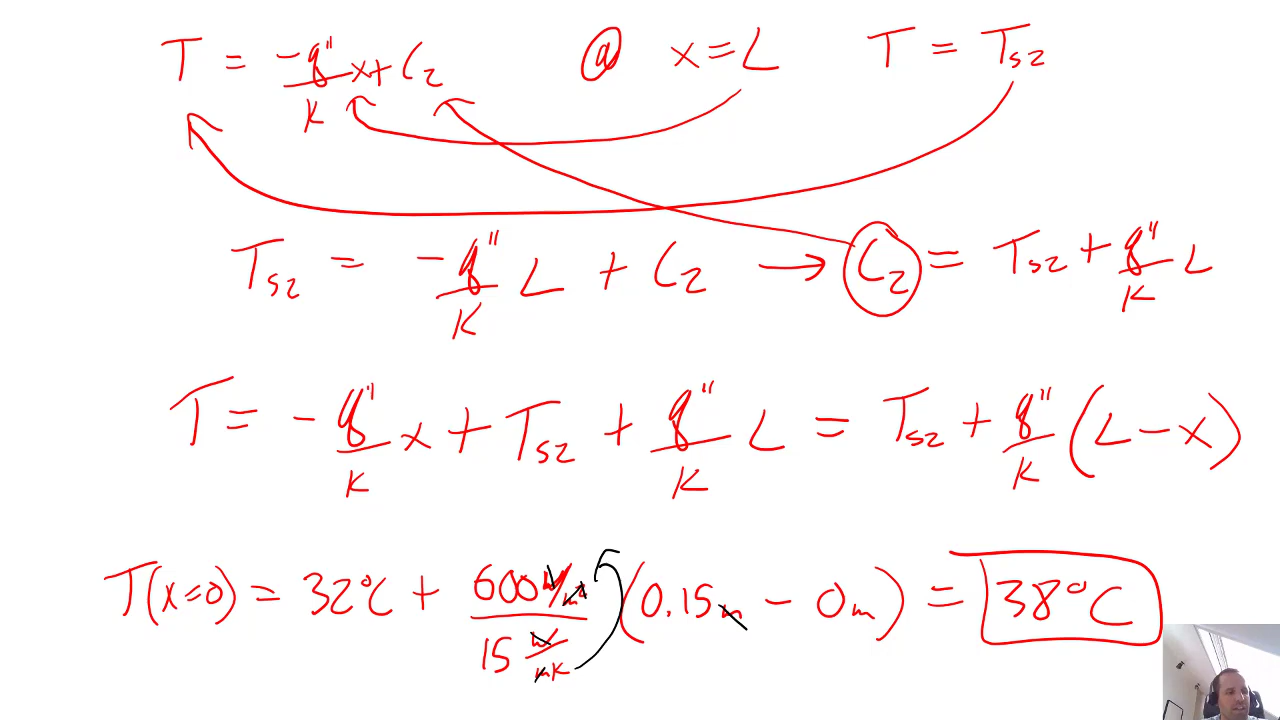 T = -q"/k x + C₂ @ x = L T = Ts2
Ts2 = -q"/k L + C₂ → C₂ = Ts2 + q"/k L
T = -q"/k x + Ts2 + q"/k L = Ts2 + q"/k (L - x)
T(x=0) = 32°C + 600 W/m² / 15 W/mK (0.15m - 0m) = 38°C